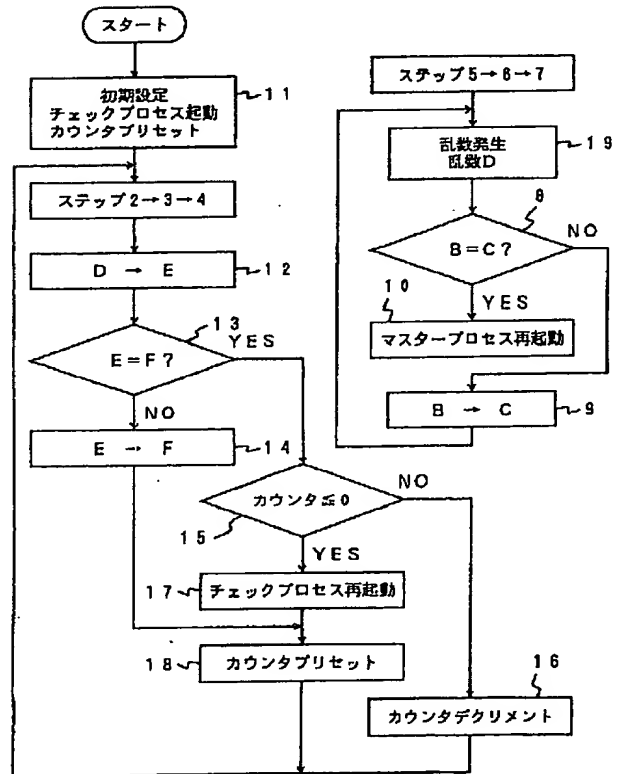 スタート
初期設定
チェックプロセス起動
カウンタプリセット
11
ステップ2→3→4
D → E
12
13
E=F?
YES
NO
E → F
14
カウンタ≦0
NO
15
YES
17
チェックプロセス再起動
18
カウンタプリセット
16
カウンタデクリメント
ステップ5→6→7
乱数発生
乱数D
19
8
B=C?
NO
10
YES
マスタープロセス再起動
B → C
9